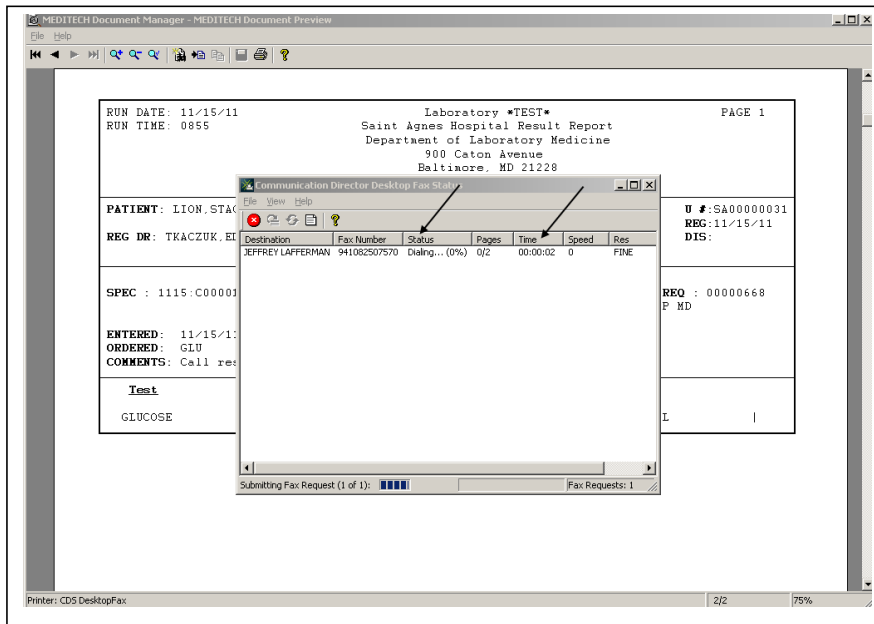 MEDITECH Document Manager - MEDITECH Document Preview
File Help
RUN DATE: 11/15/11 Laboratory *TEST* PAGE 1
RUN TIME: 0855 Saint Agnes Hospital Result Report
Department of Laboratory Medicine
900 Caton Avenue
Baltimore, MD 21228
Communication Director Desktop Fax Status
File View Help
PATIENT: LION,STAC U #:SA00000031
REG:11/15/11
REG DR: TKACZUK,EI DIS:
Destination Fax Number Status Pages Time Speed Res
JEFFREY LAFFERMAN 941082507570 Dialing... (0%) 0/2 00:00:02 0 FINE
SPEC : 1115:C00001 REQ : 00000668
P MD
ENTERED: 11/15/11
ORDERED: GLU
COMMENTS: Call res
Test
GLUCOSE L
Submitting Fax Request (1 of 1): Fax Requests: 1
Printer: CDS DesktopFax 2/2 75%